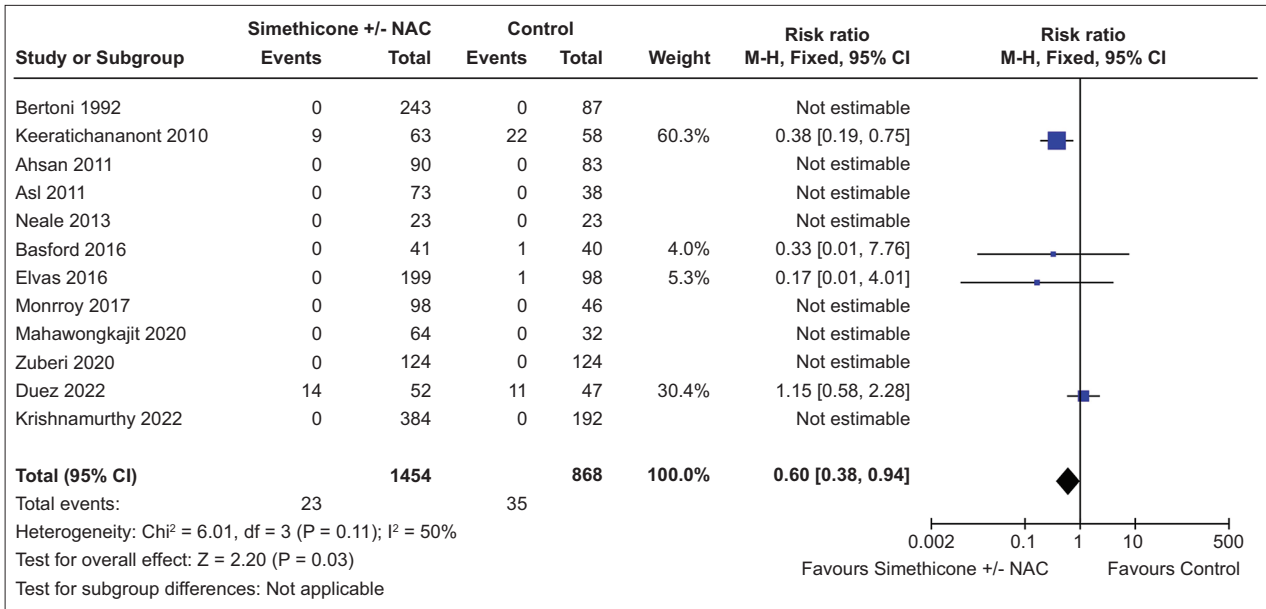 Simethicone +/- NAC Control Risk ratio Risk ratio
Study or Subgroup Events Total Events Total Weight M-H, Fixed, 95% CI M-H, Fixed, 95% CI
Bertoni 1992 0 243 0 87 Not estimable
Keeratichananont 2010 9 63 22 58 60.3% 0.38 [0.19, 0.75]
Ahsan 2011 0 90 0 83 Not estimable
Asl 2011 0 73 0 38 Not estimable
Neale 2013 0 23 0 23 Not estimable
Basford 2016 0 41 1 40 4.0% 0.33 [0.01, 7.76]
Elvas 2016 0 199 1 98 5.3% 0.17 [0.01, 4.01]
Monrroy 2017 0 98 0 46 Not estimable
Mahawongkajit 2020 0 64 0 32 Not estimable
Zuberi 2020 0 124 0 124 Not estimable
Duez 2022 14 52 11 47 30.4% 1.15 [0.58, 2.28]
Krishnamurthy 2022 0 384 0 192 Not estimable
Total (95% CI) 1454 868 100.0% 0.60 [0.38, 0.94]
Total events: 23 35
Heterogeneity: Chi² = 6.01, df = 3 (P = 0.11); I² = 50%
Test for overall effect: Z = 2.20 (P = 0.03)
Test for subgroup differences: Not applicable
0.002 0.1 1 10 500
Favours Simethicone +/- NAC Favours Control